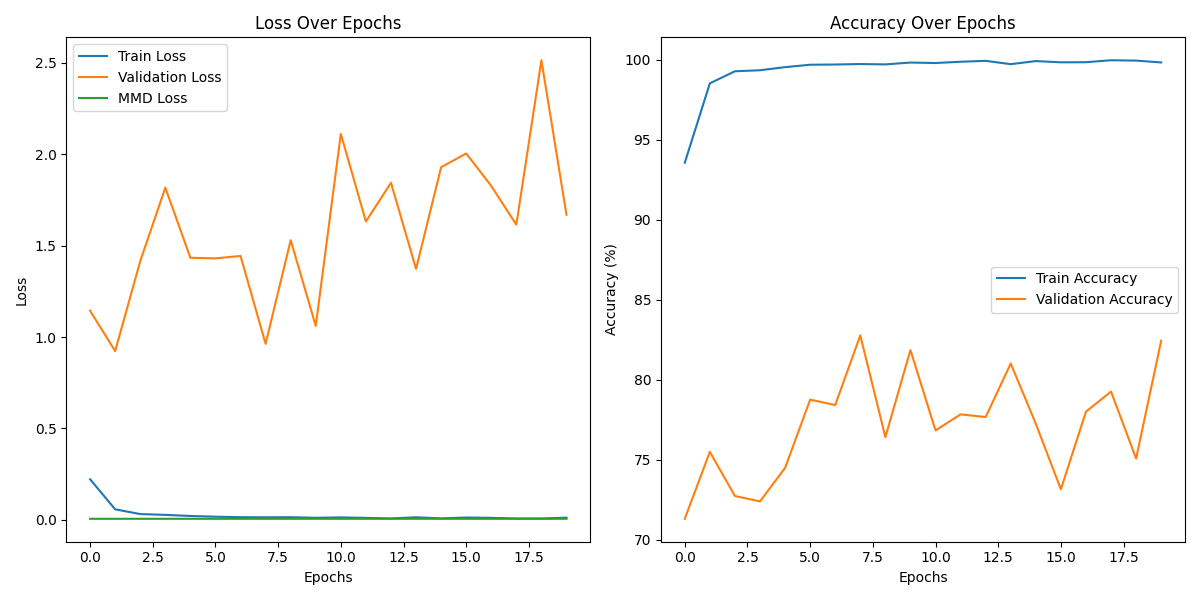 Loss Over Epochs
Train Loss
Validation Loss
MMD Loss
2.5
2.0
1.5
1.0
0.5
0.0
Loss
0.0 2.5 5.0 7.5 10.0 12.5 15.0 17.5
Epochs
Accuracy Over Epochs
100
95
90
85
80
75
70
Accuracy (%)
Train Accuracy
Validation Accuracy
0.0 2.5 5.0 7.5 10.0 12.5 15.0 17.5
Epochs